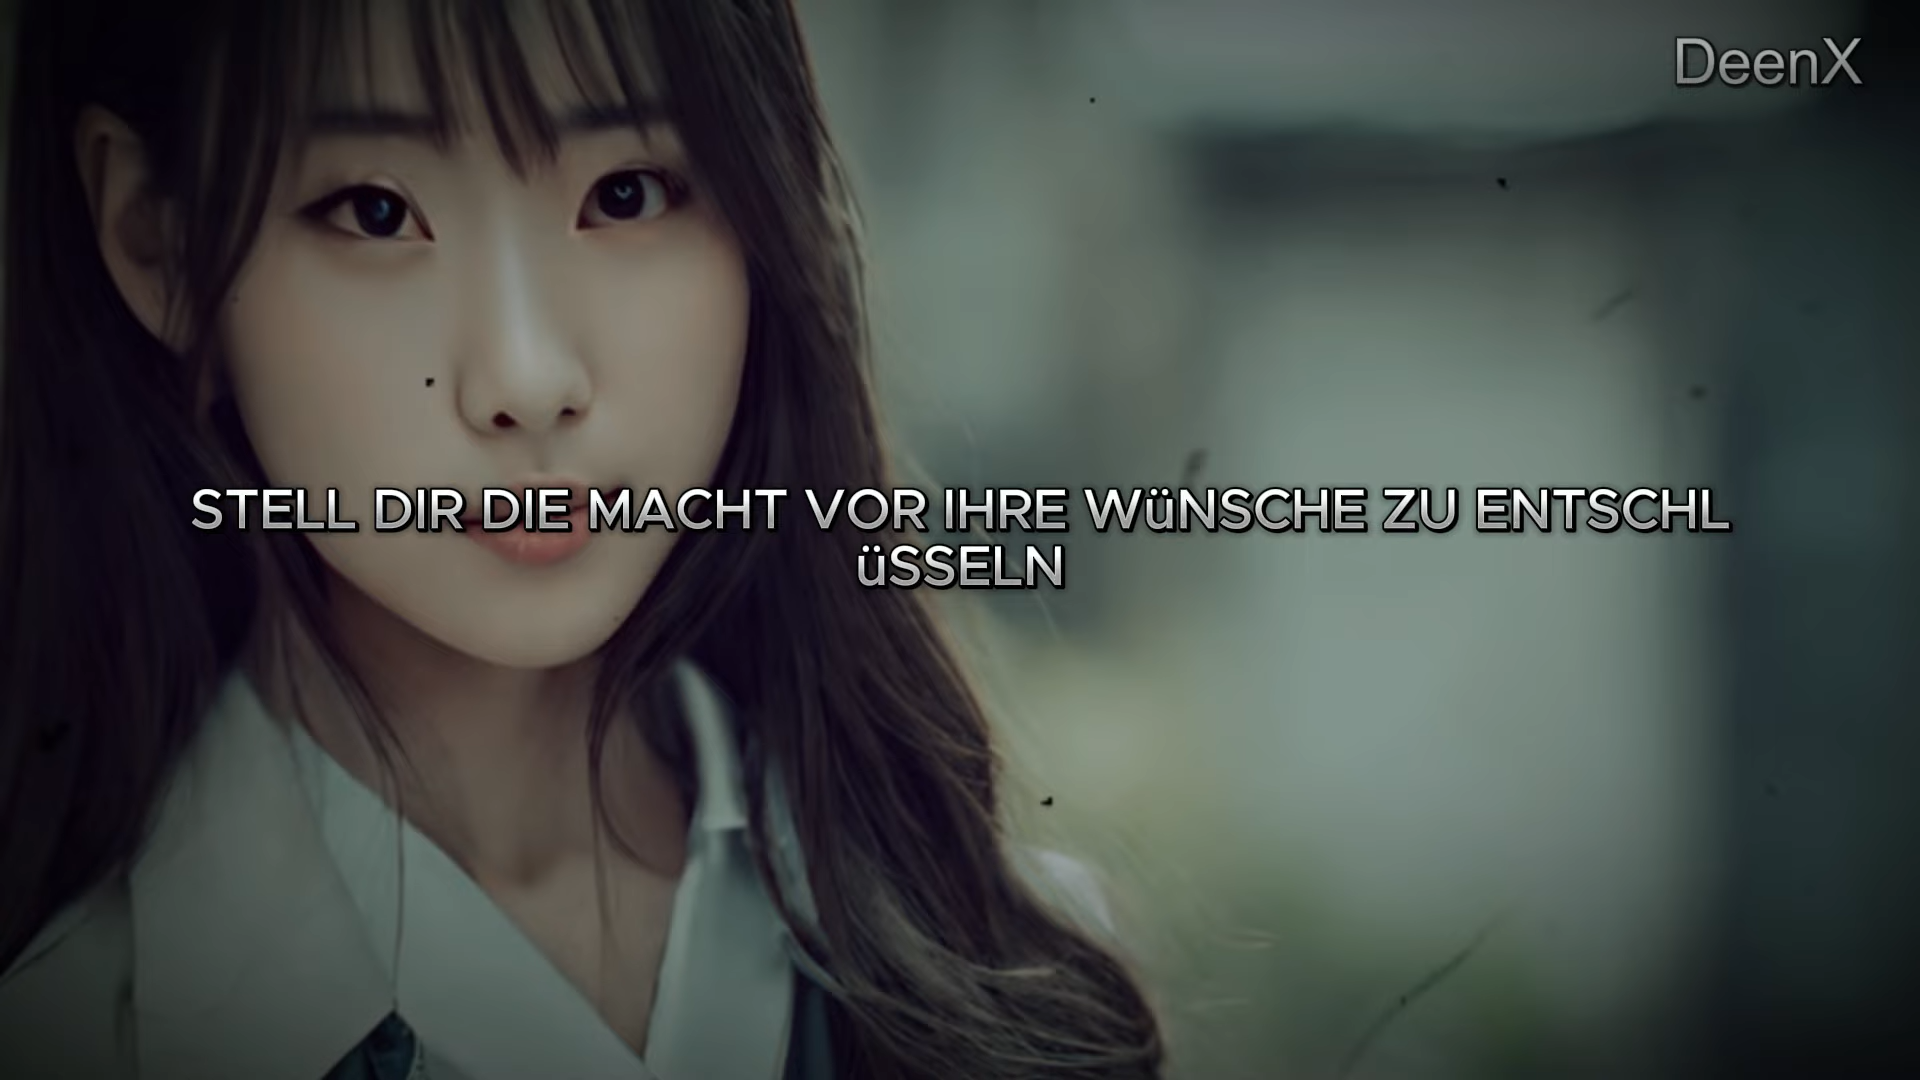 DeenX
STELL DIR DIE MACHT VOR IHRE WüNSCHE ZU ENTSCHL
üSSELN